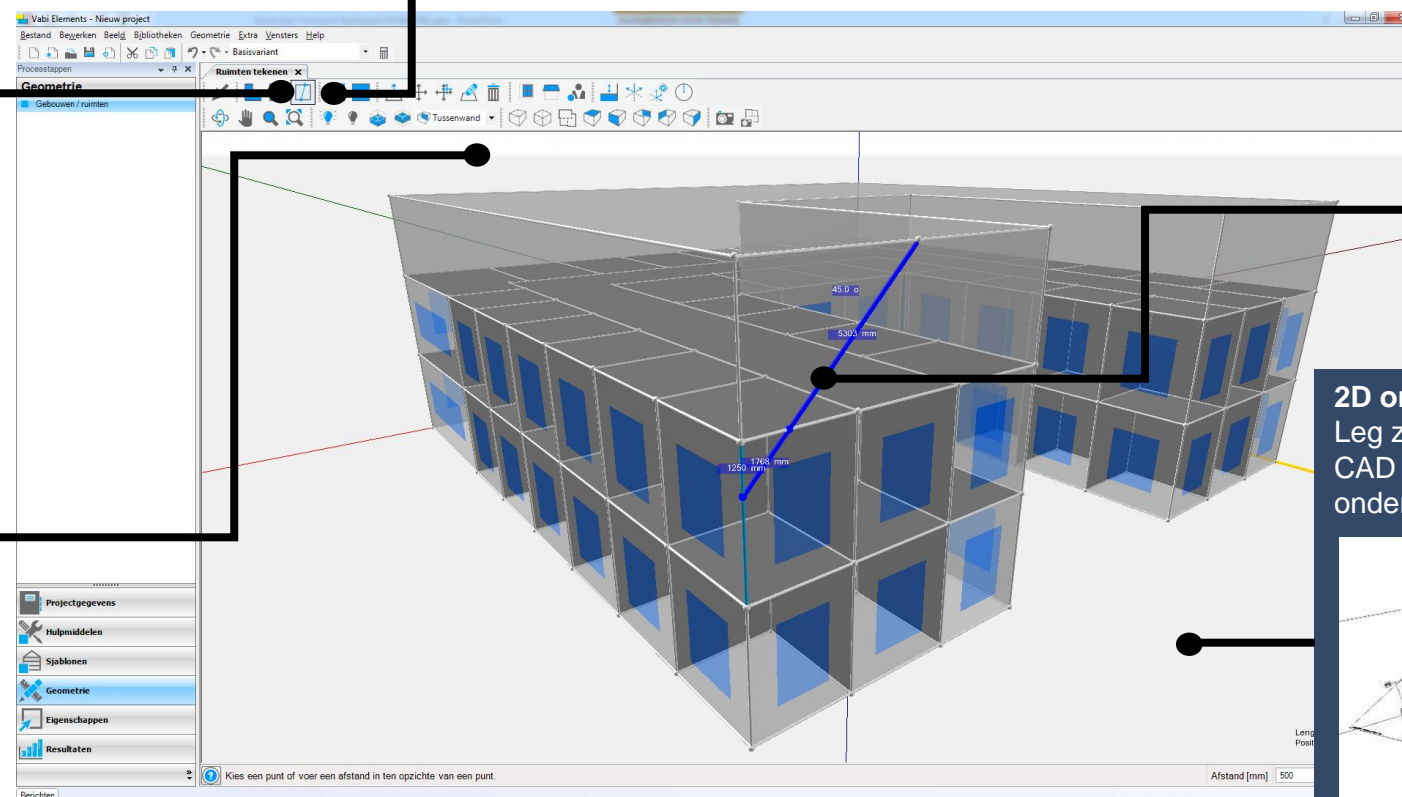 Vabi Elements - Nieuw project
Bestand Bewerken Beeld Bibliotheken Geometrie Extra Vensters Help
Basisvariant
Processtappen
Ruimten tekenen X
Geometrie
Gebouwen / ruimten
Tussenwand
45.0 o
5303 mm
1768 mm
1250 mm
2D
Leg
CAD
Projectgegevens
Hulpmiddelen
Sjablonen
Geometrie
Eigenschappen
Resultaten
Kies een punt of voer een afstand in ten opzichte van een punt.
Afstand [mm] 500
Berichten